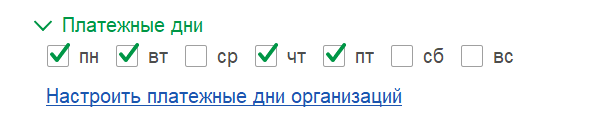 Платежные дни
пн вт ср чт пт сб вс
Настроить платежные дни организаций